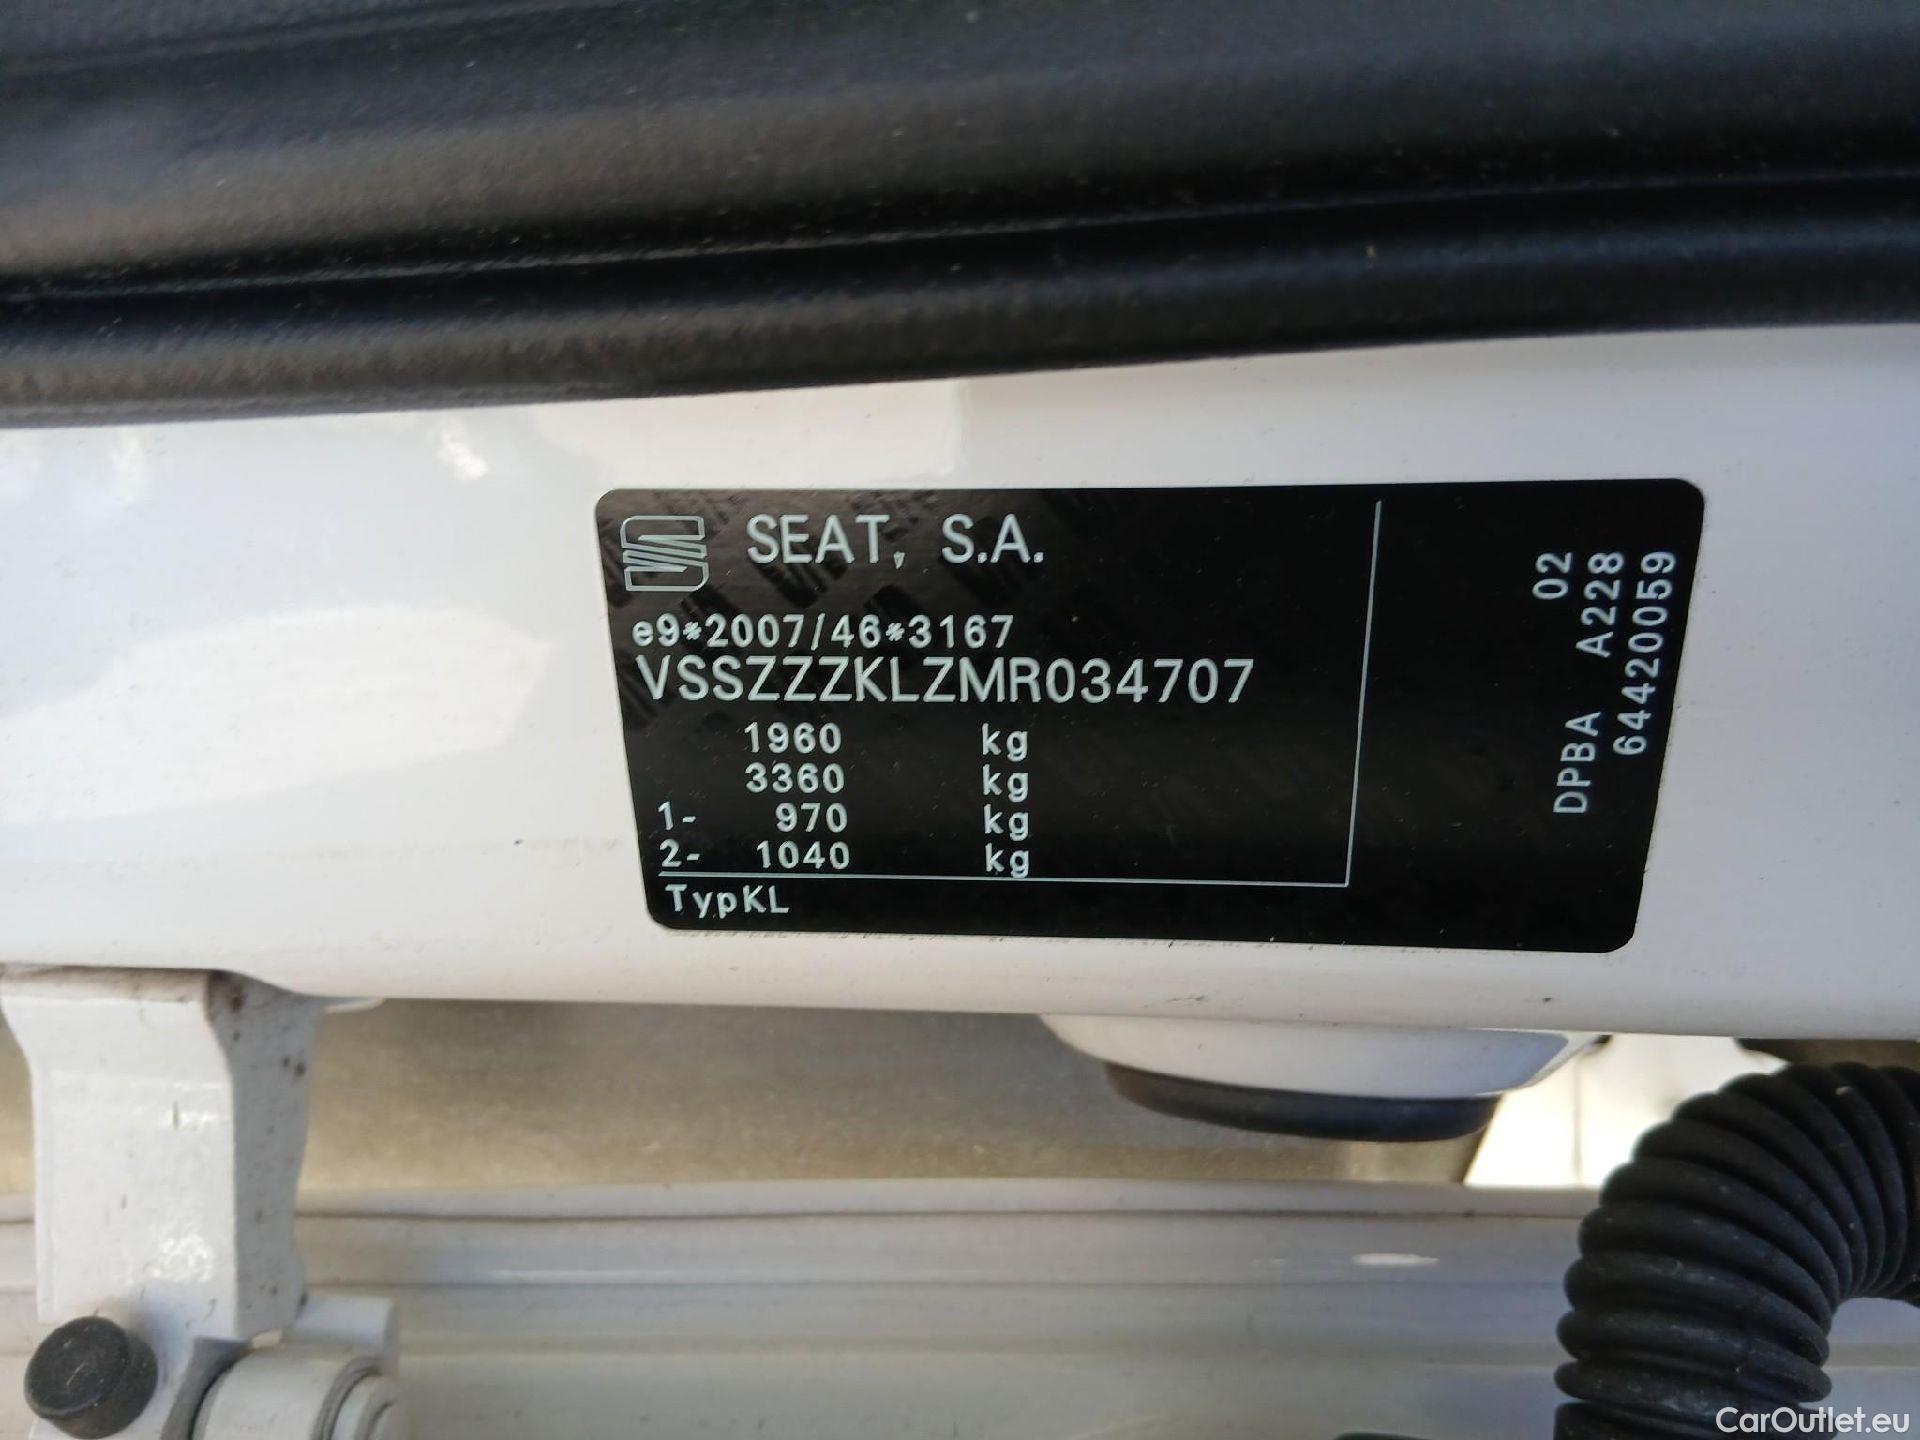 SEAT, S.A.
e9*2007/46*3167
VSSZZZKLZMR034707
1960 kg
3360 kg
1- 970 kg
2- 1040 kg
TypKL
02
DPBA A228
64420059
CarOutlet.eu